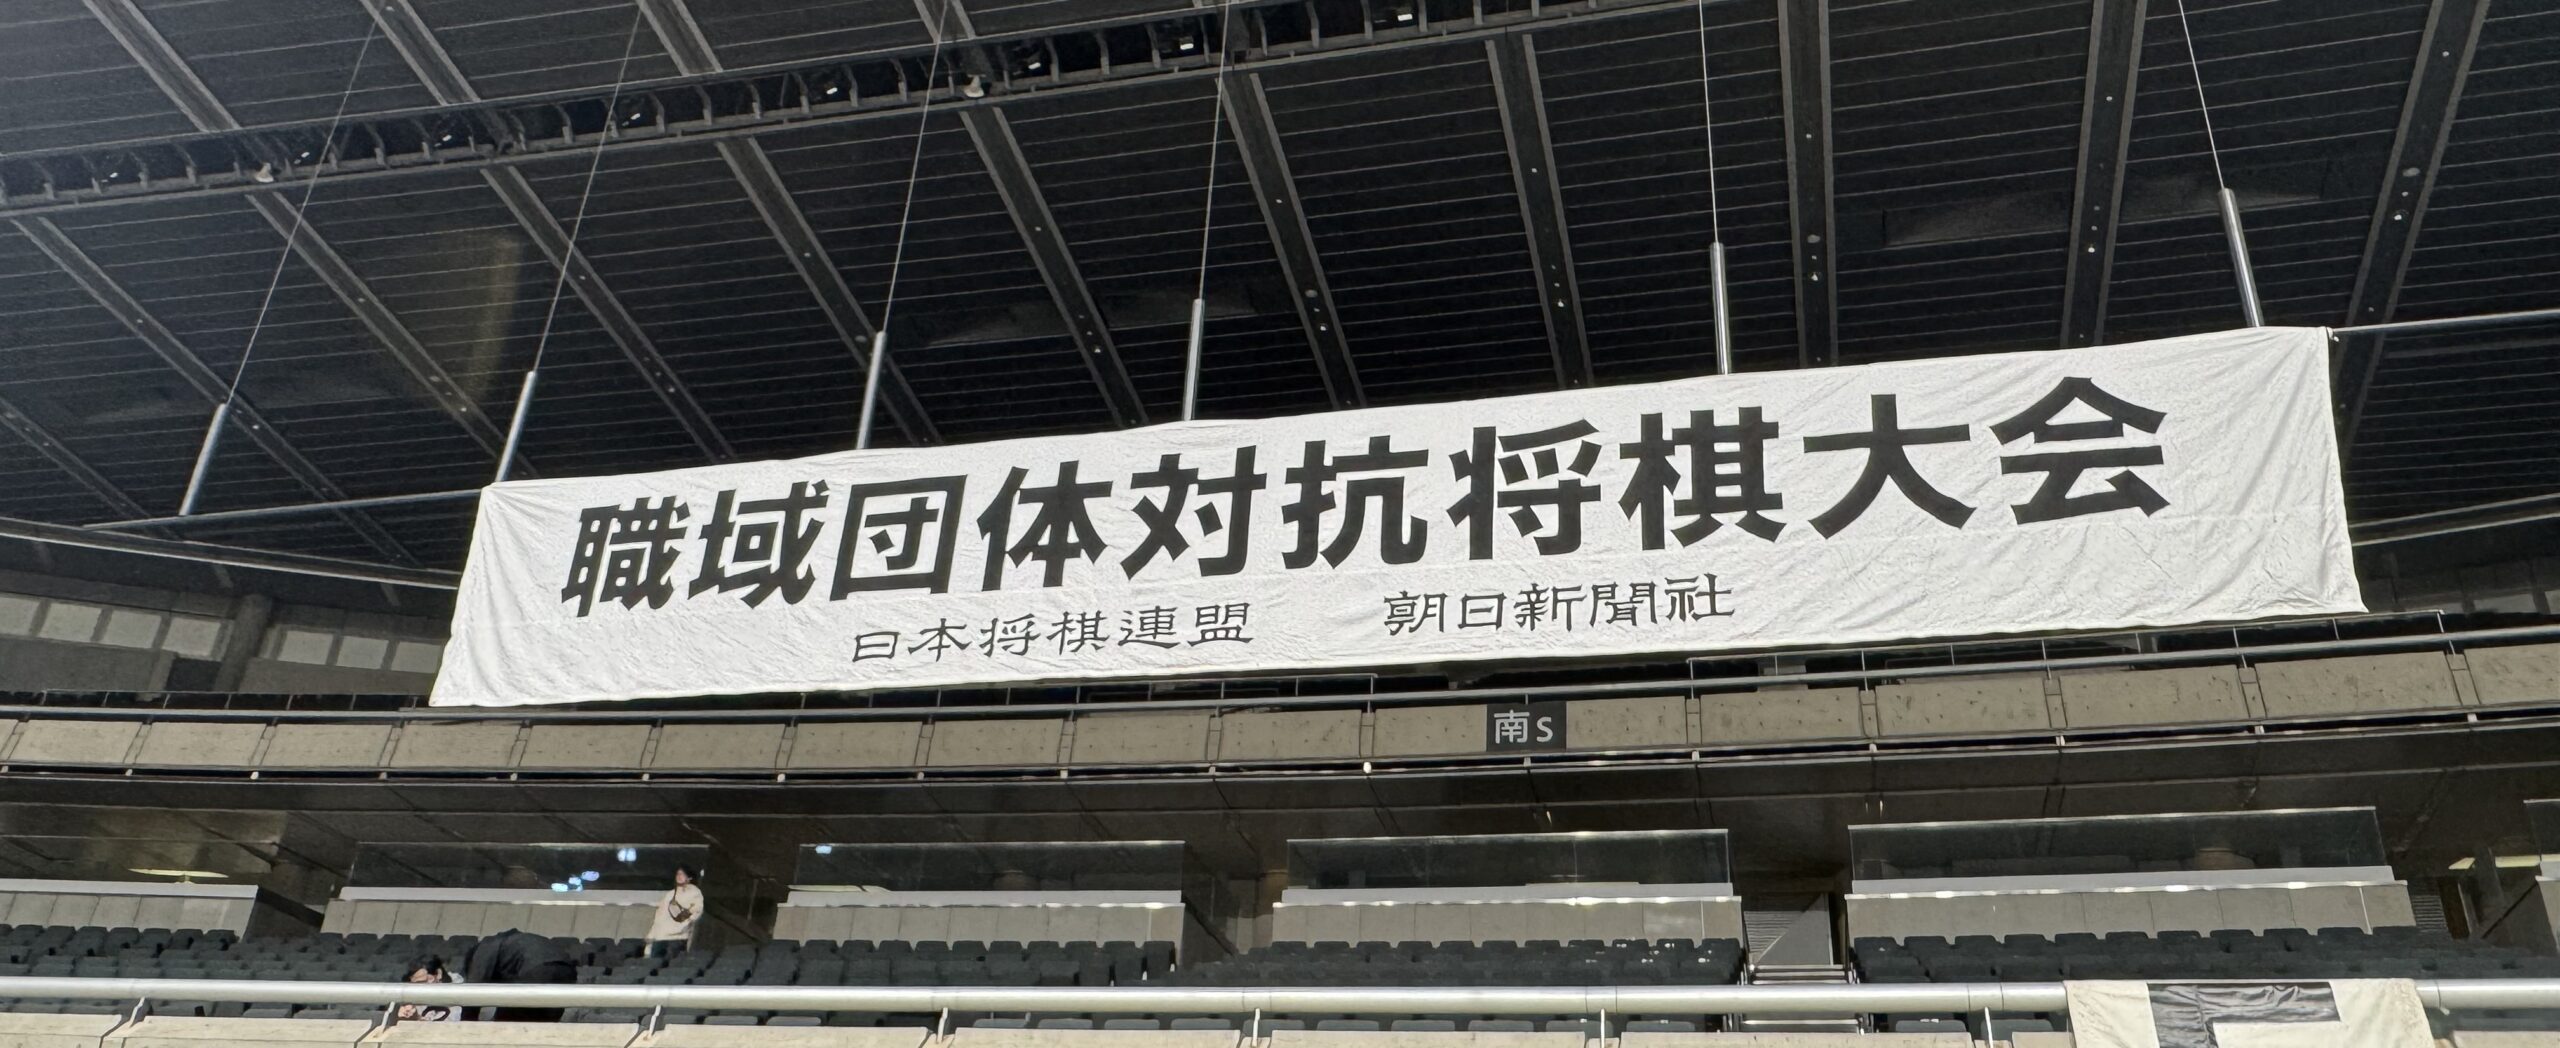 職域団体対抗将棋大会
日本将棋連盟 朝日新聞社
南S